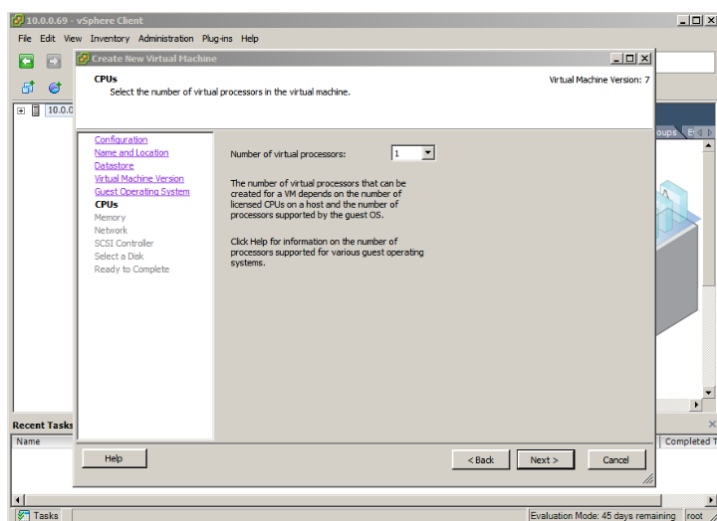 10.0.0.69 - vSphere Client
File Edit View Inventory Administration Plug-ins Help
Create New Virtual Machine
CPUs
Select the number of virtual processors in the virtual machine.
Virtual Machine Version: 7
10.0.0
Configuration
Name and Location
Datastore
Virtual Machine Version
Guest Operating System
CPUs
Memory
Network
SCSI Controller
Select a Disk
Ready to Complete
Number of virtual processors: 1
The number of virtual processors that can be
created for a VM depends on the number of
licensed CPUs on a host and the number of
processors supported by the guest OS.
Click Help for information on the number of
processors supported for various guest operating
systems.
oups
Help
< Back
Next >
Cancel
Recent Tasks
Name
Completed T
Tasks
Evaluation Mode: 45 days remaining
root